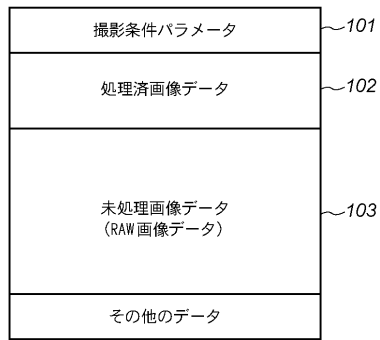 撮影条件パラメータ
101
処理済画像データ
102
未処理画像データ
(RAW画像データ)
103
その他のデータ